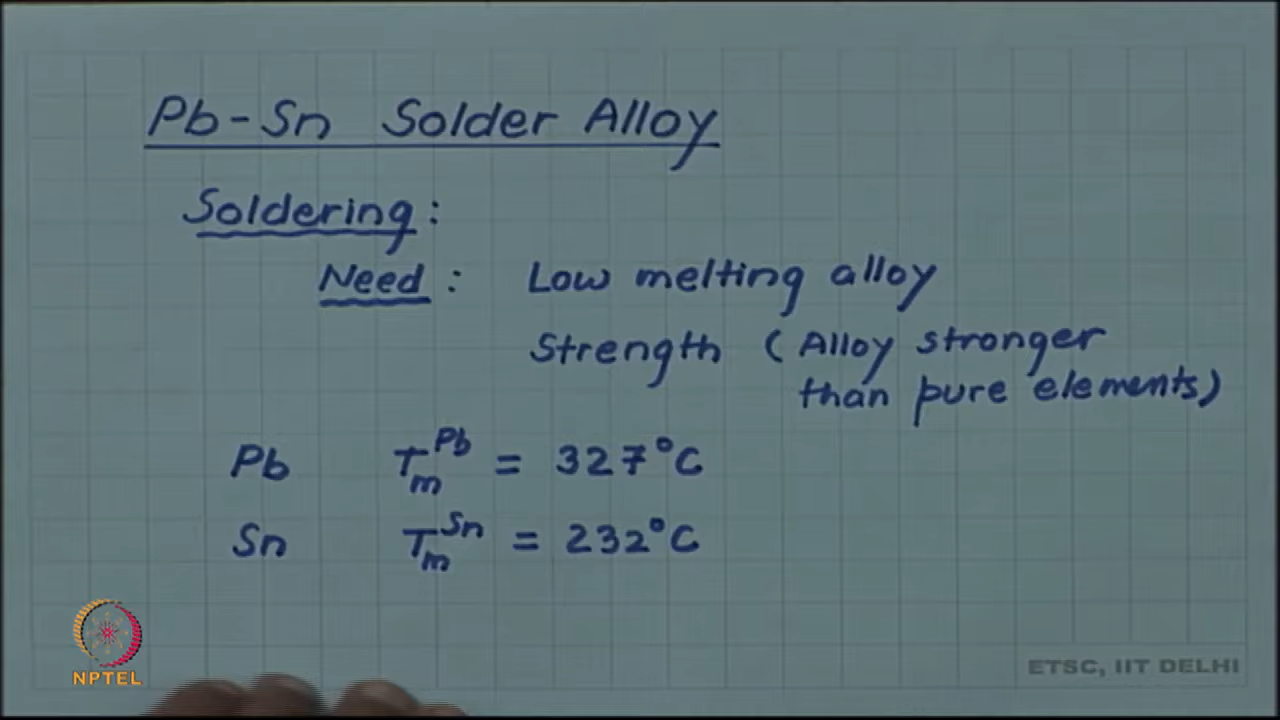 Pb-Sn Solder Alloy
Soldering:
Need: Low melting alloy
Strength (Alloy stronger
than pure elements)
Pb T_m^Pb = 327°C
Sn T_m^Sn = 232°C
NPTEL
ETSC, IIT DELHI